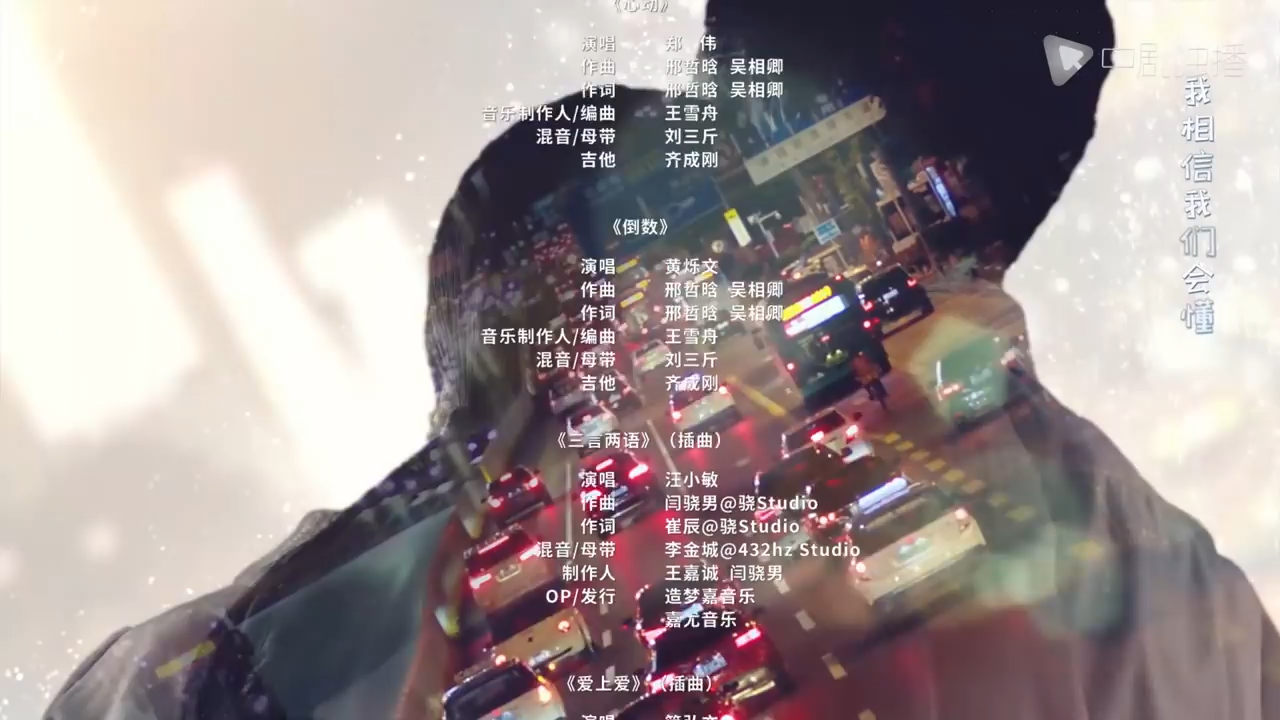 《心动》
演唱 郑 伟
作曲 邢哲晗 吴相卿
作词 邢哲晗 吴相卿
音乐制作人/编曲 王雪舟
混音/母带 刘三斤
吉他 齐成刚
《倒数》
演唱 黄烁文
作曲 邢哲晗 吴相卿
作词 邢哲晗 吴相卿
音乐制作人/编曲 王雪舟
混音/母带 刘三斤
吉他 齐成刚
《三言两语》（插曲）
演唱 汪小敏
作曲 闫骁男@骁Studio
作词 崔辰@骁Studio
混音/母带 李金城@432hz Studio
制作人 王嘉诚 闫骁男
OP/发行 造梦嘉音乐
嘉尤音乐
《爱上爱》（插曲）
演唱
中剧
播
我相信我们会懂